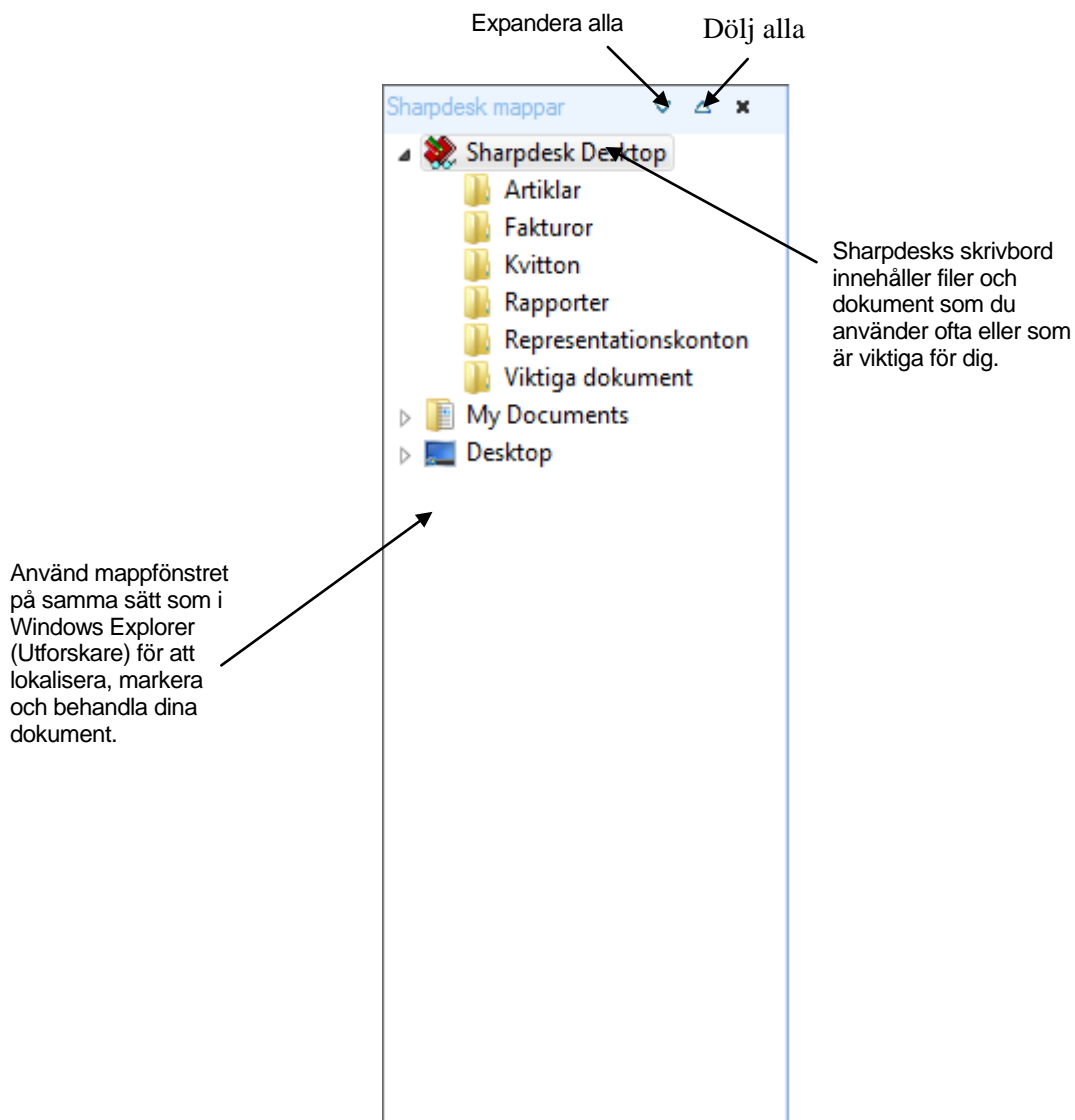 Expandera alla
Dölj alla
Sharpdesk mappar
Sharpdesk Desktop
Artiklar
Fakturor
Kvitton
Rapporter
Representationskonton
Viktiga dokument
My Documents
Desktop
Sharpdesks skrivbord
innehåller filer och
dokument som du
använder ofta eller som
är viktiga för dig.
Använd mappfönstret
på samma sätt som i
Windows Explorer
(Utforskare) för att
lokalisera, markera
och behandla dina
dokument.